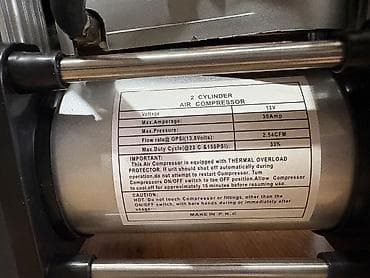 2 CYLINDER
AIR COMPRESSOR
Voltage 12V
Max.Amperage: 30Amp
Max.Pressure:
Flow rate@ 0PSI(13.8Volts): 2.54CFM
Max.Duty Cycle(@23 C &155PSI): 33%
IMPORTANT:
This Air Compressor is equipped with THERMAL OVERLOAD
PROTECTOR. If unit should shut off automatically during
operation,do not attempt to restart Compressor. Turn
Compressors ON/OFF switch to the OFF position.Allow Compressor
to cool.off for approximately 15 minutes before resuming use.
CAUTION:
HOT. Do not touch Compressor or fittings, other than the
ON/OFF switch, with bare hands during or immediately after
usage.
MAKE IN P.R.C